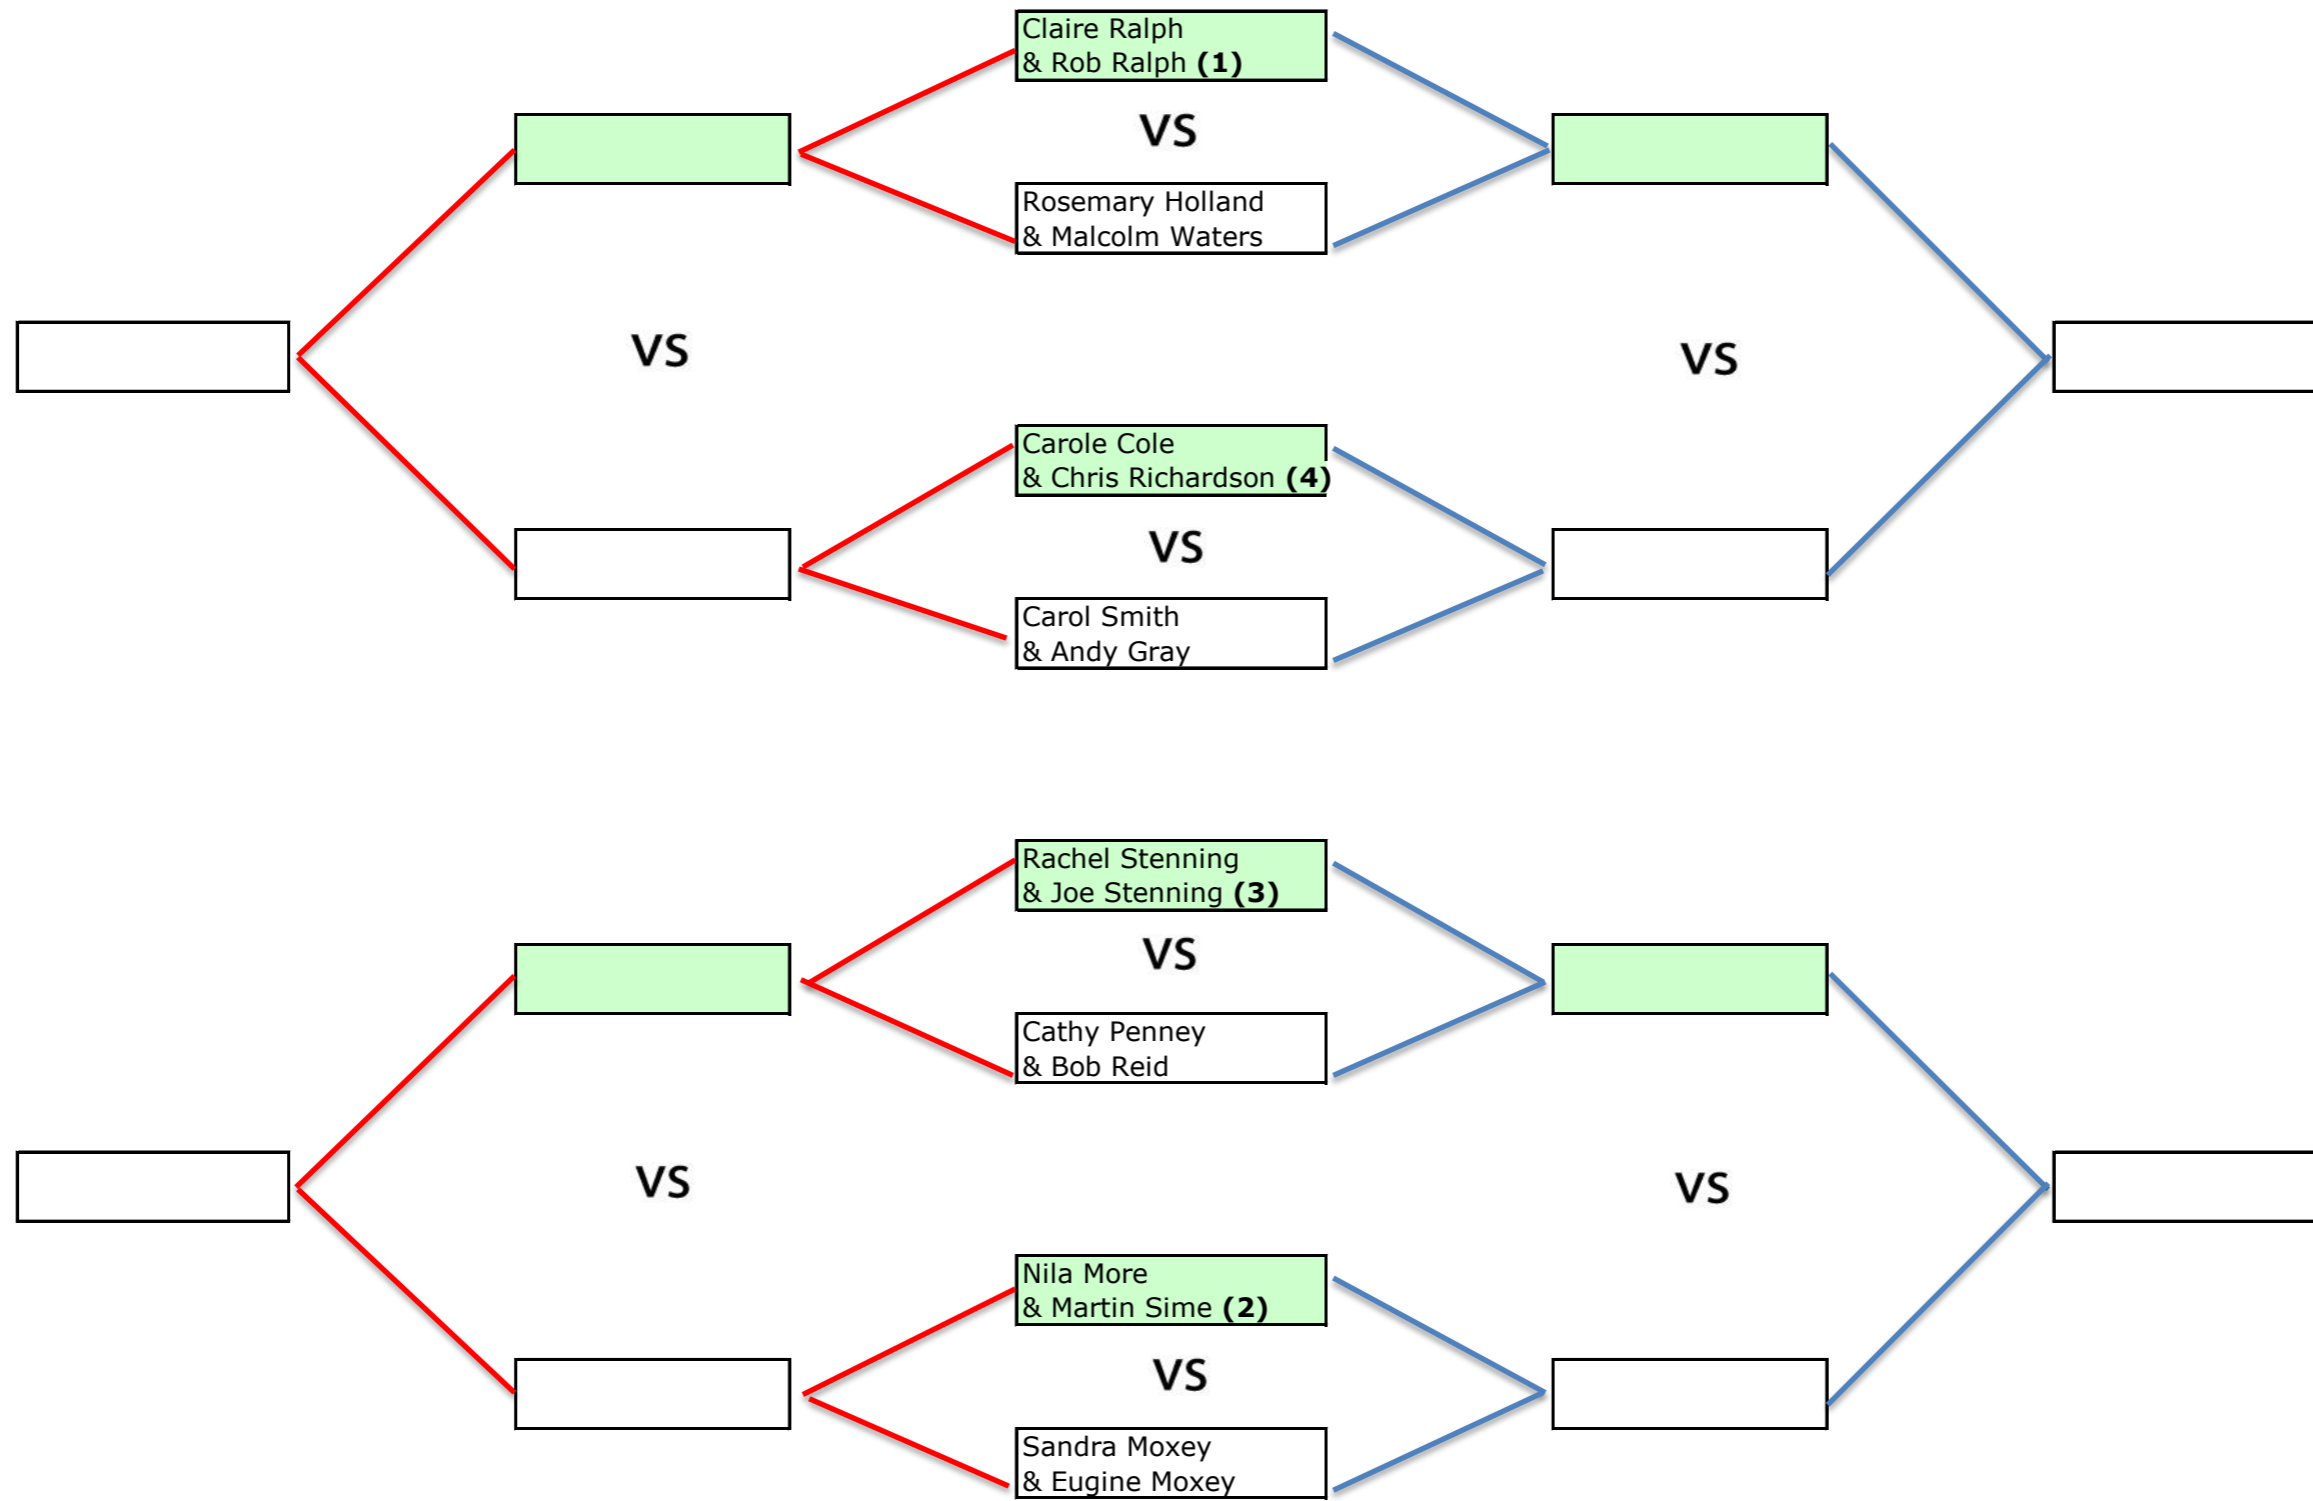 Claire Ralph
& Rob Ralph (1)
VS
Rosemary Holland
& Malcolm Waters
VS
VS
Carole Cole
& Chris Richardson (4)
VS
Carol Smith
& Andy Gray
Rachel Stenning
& Joe Stenning (3)
VS
Cathy Penney
& Bob Reid
VS
VS
Nila More
& Martin Sime (2)
VS
Sandra Moxey
& Eugine Moxey